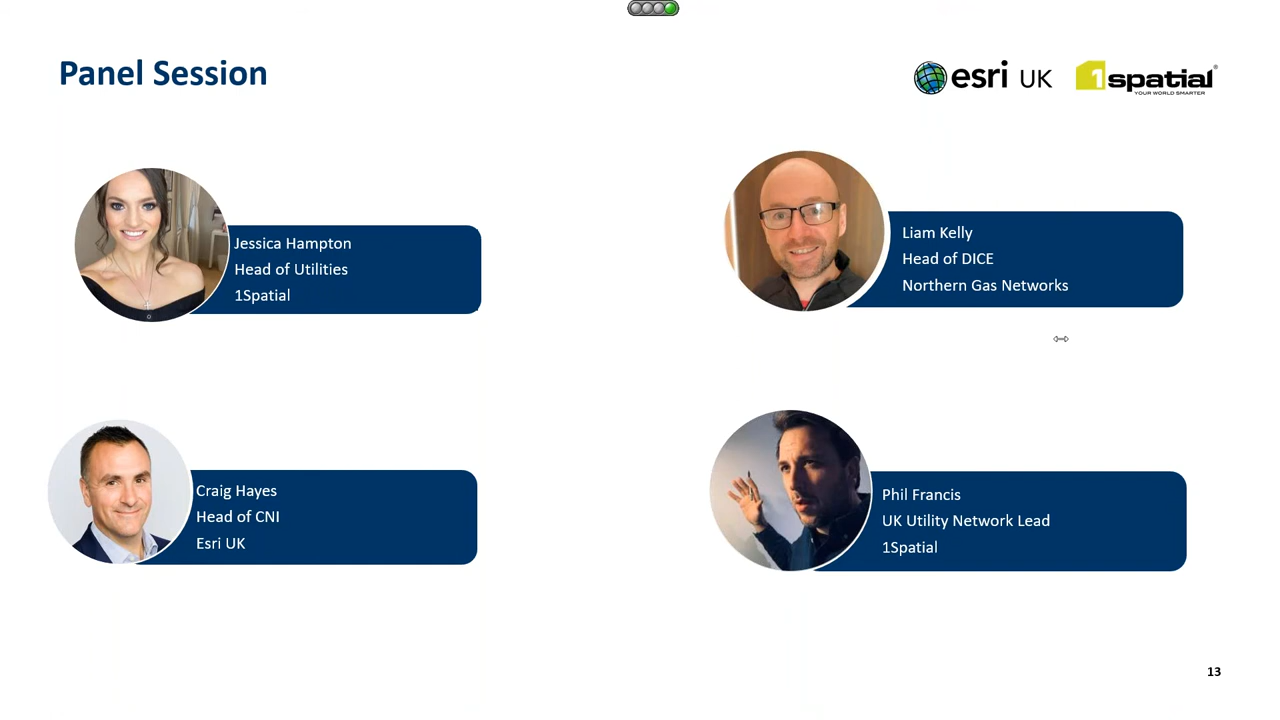 Panel Session
esri UK
1spatial®
YOUR WORLD SMARTER
Jessica Hampton
Head of Utilities
1Spatial
Liam Kelly
Head of DICE
Northern Gas Networks
Craig Hayes
Head of CNI
Esri UK
Phil Francis
UK Utility Network Lead
1Spatial
13